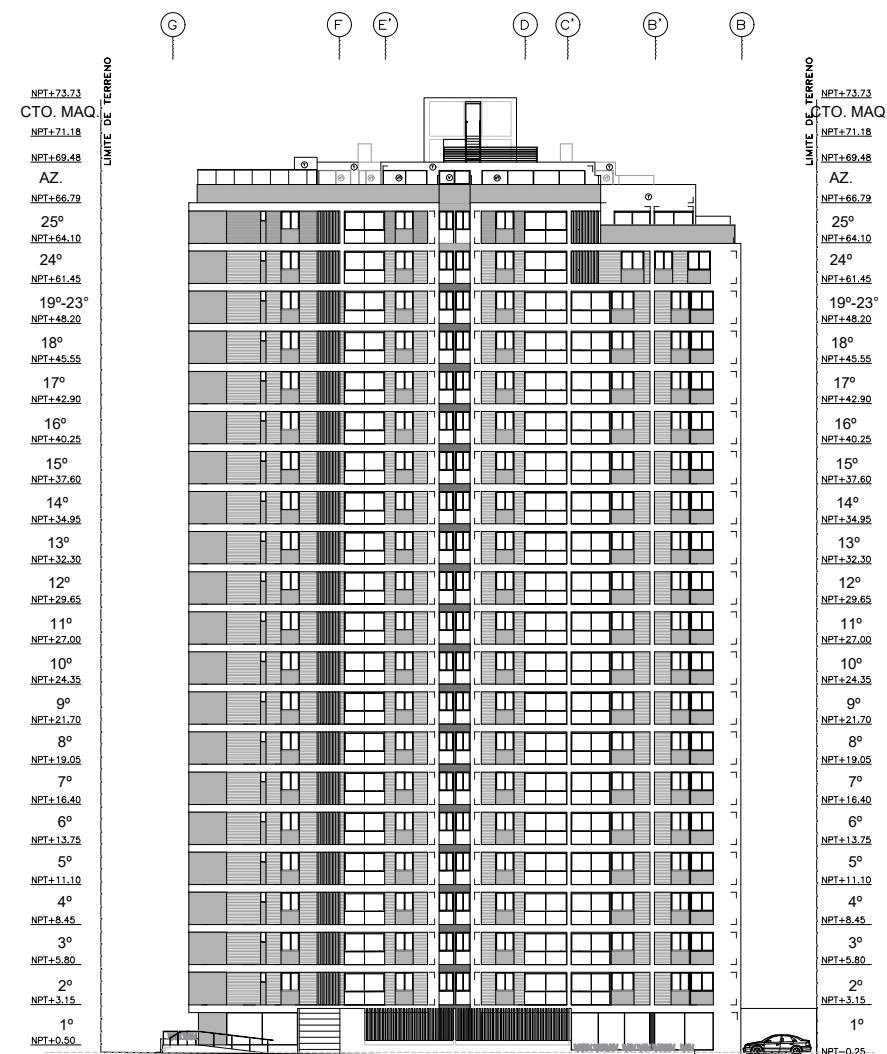 G F E' D C' B' B
LIMITE DE TERRENO
LIMITE DE TERRENO
NPT+73.73 NPT+73.73
CTO. MAQ. CTO. MAQ
NPT+71.18 NPT+71.18
NPT+69.48 NPT+69.48
AZ. AZ.
NPT+66.79 NPT+66.79
25º 25º
NPT+64.10 NPT+64.10
24º 24º
NPT+61.45 NPT+61.45
19º-23° 19º-23°
NPT+48.20 NPT+48.20
18º 18º
NPT+45.55 NPT+45.55
17º 17º
NPT+42.90 NPT+42.90
16º 16º
NPT+40.25 NPT+40.25
15º 15º
NPT+37.60 NPT+37.60
14º 14º
NPT+34.95 NPT+34.95
13º 13º
NPT+32.30 NPT+32.30
12º 12º
NPT+29.65 NPT+29.65
11º 11º
NPT+27.00 NPT+27.00
10º 10º
NPT+24.35 NPT+24.35
9º 9º
NPT+21.70 NPT+21.70
8º 8º
NPT+19.05 NPT+19.05
7º 7º
NPT+16.40 NPT+16.40
6º 6º
NPT+13.75 NPT+13.75
5º 5º
NPT+11.10 NPT+11.10
4º 4º
NPT+8.45 NPT+8.45
3º 3º
NPT+5.80 NPT+5.80
2º 2º
NPT+3.15 NPT+3.15
1º 1º
NPT+0.50 NPT-0.25